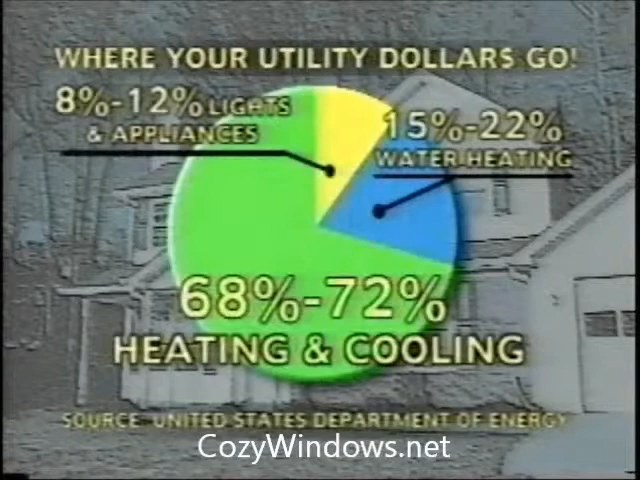 WHERE YOUR UTILITY DOLLARS GO!
8%-12% LIGHTS
& APPLIANCES
15%-22%
WATER HEATING
68%-72%
HEATING & COOLING
SOURCE: UNITED STATES DEPARTMENT OF ENERGY
CozyWindows.net